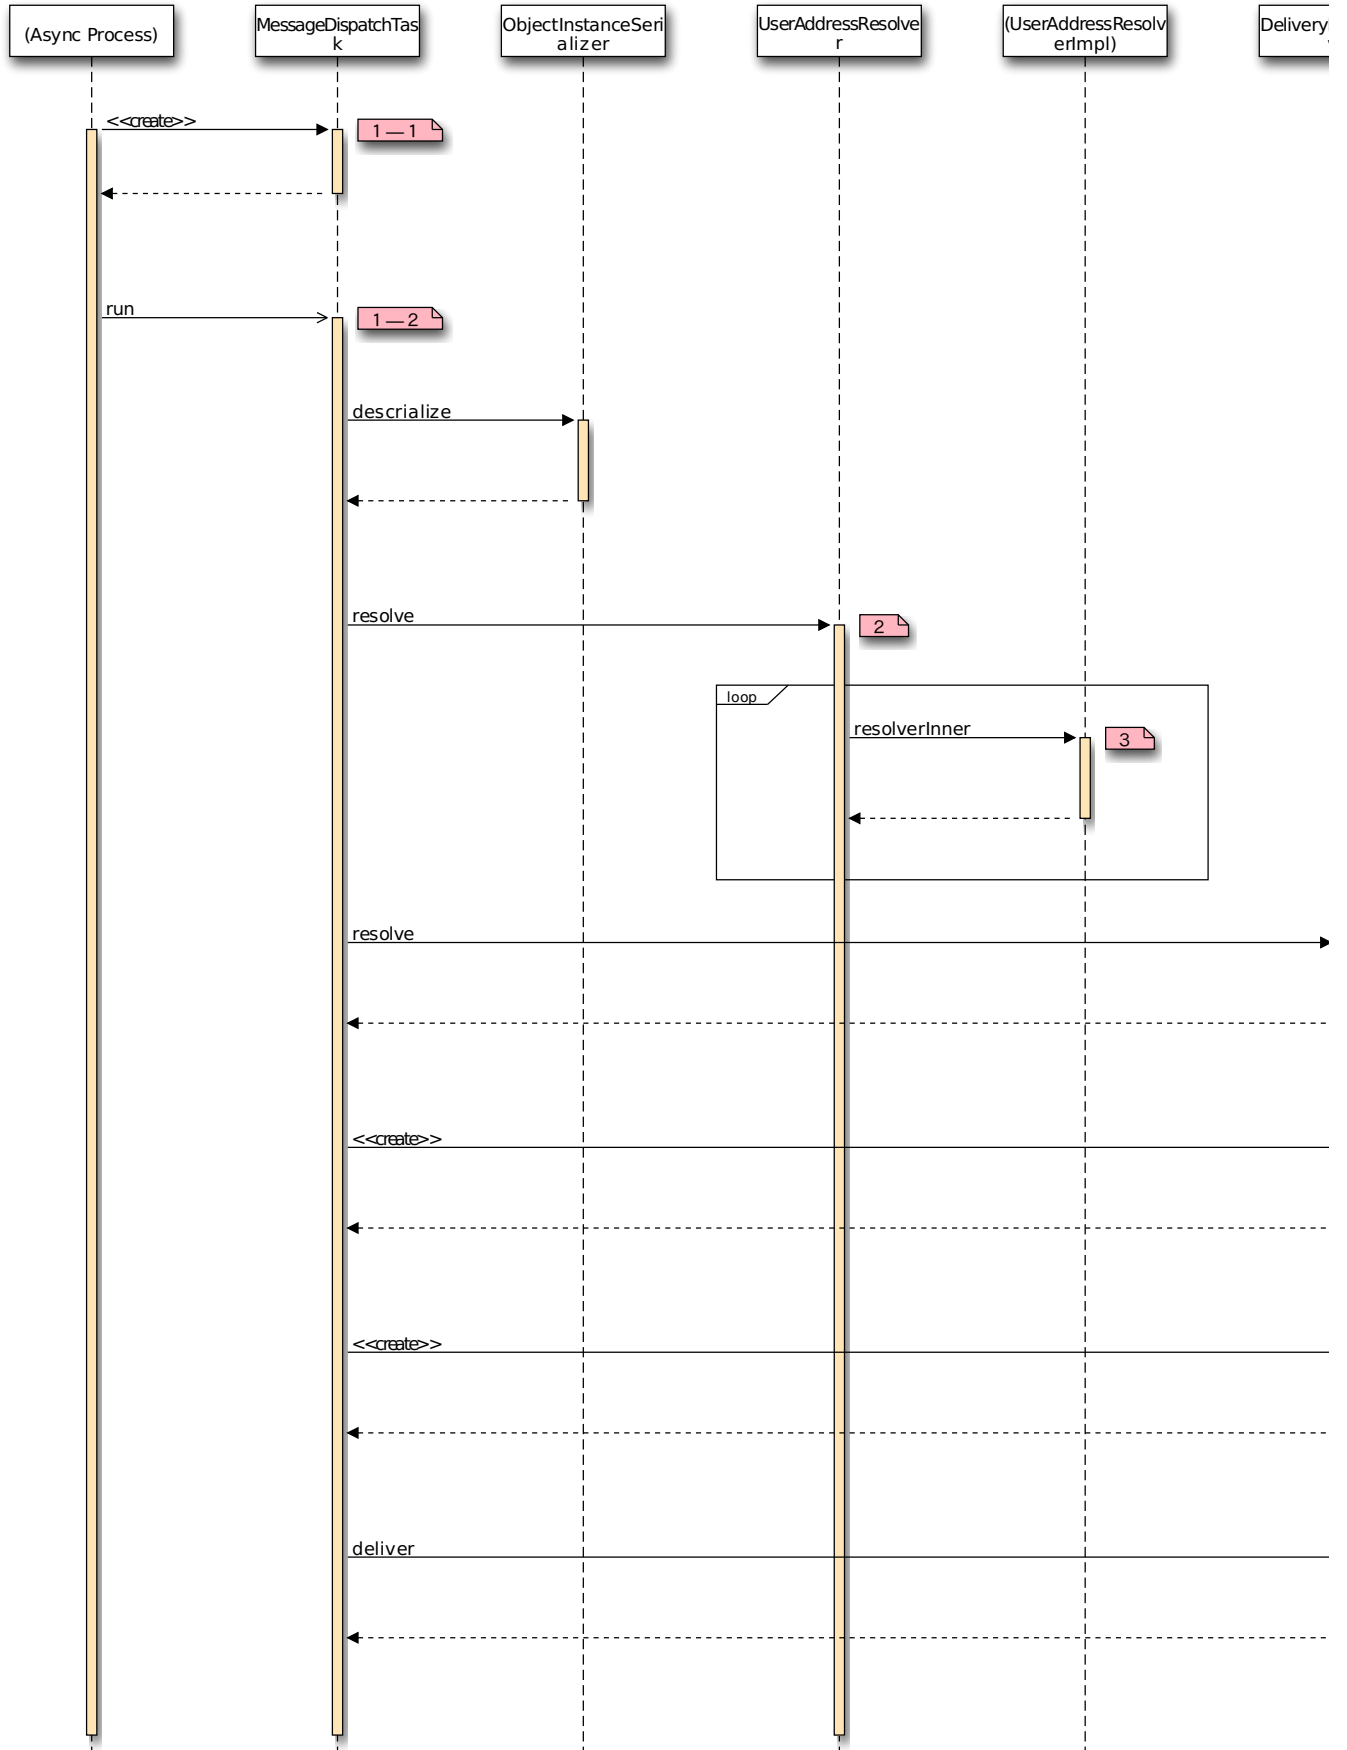 (Async Process)
MessageDispatchTas
k
ObjectInstanceSeri
alizer
UserAddressResolve
r
(UserAddressResolv
erImpl)
Delivery
<<create>>
1 — 1
run
1 — 2
descrialize
resolve
2
loop
resolverInner
3
resolve
<<create>>
<<create>>
deliver